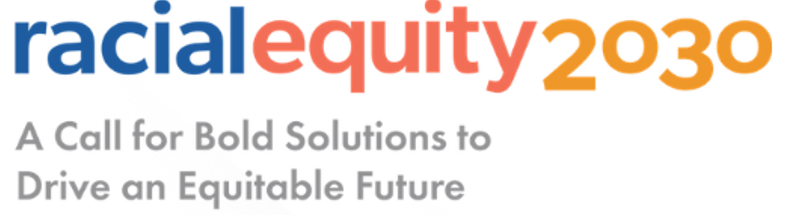 racialequity2030
A Call for Bold Solutions to
Drive an Equitable Future